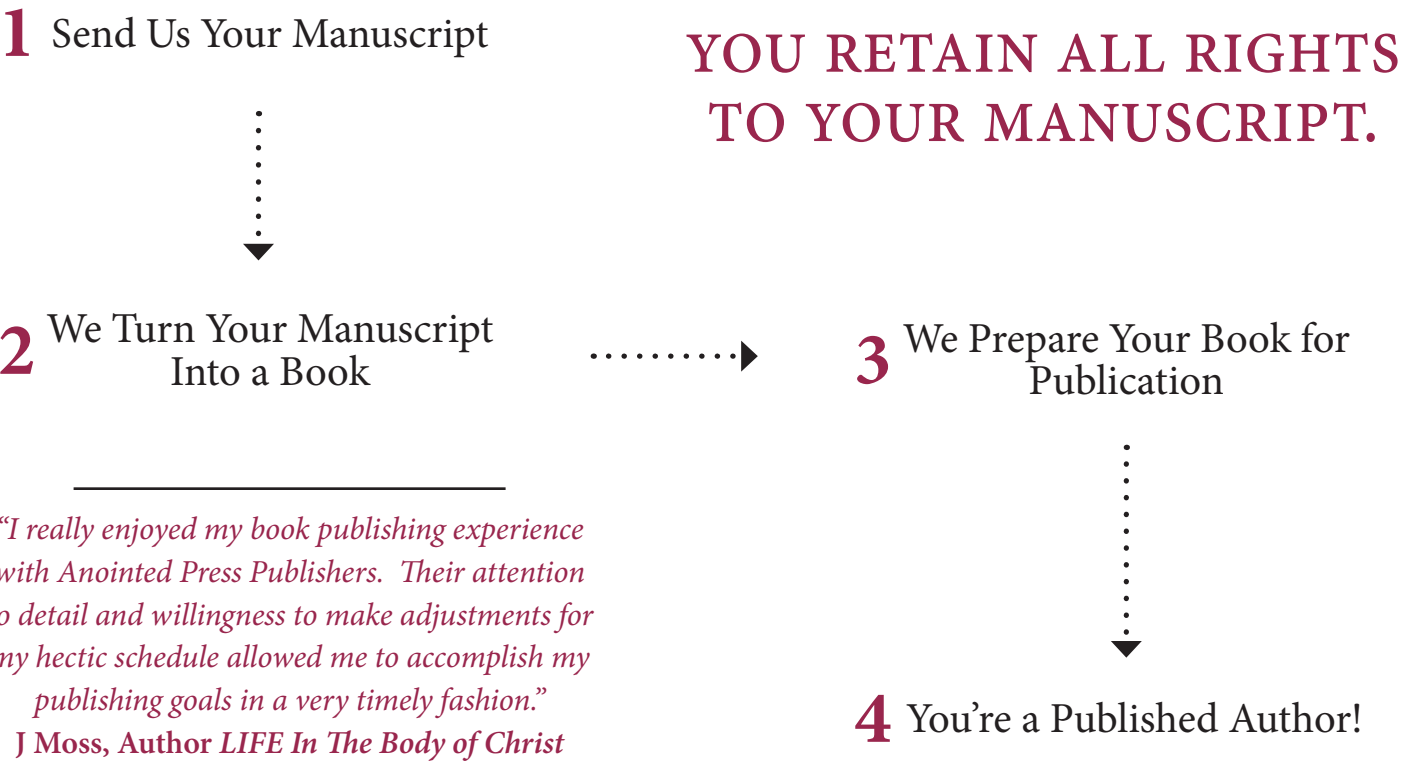 1 Send Us Your Manuscript
YOU RETAIN ALL RIGHTS
TO YOUR MANUSCRIPT.
2 We Turn Your Manuscript
Into a Book
3 We Prepare Your Book for
Publication
“I really enjoyed my book publishing experience
with Anointed Press Publishers.  Their attention
to detail and willingness to make adjustments for
my hectic schedule allowed me to accomplish my
publishing goals in a very timely fashion.”
J Moss, Author LIFE In The Body of Christ
4 You're a Published Author!